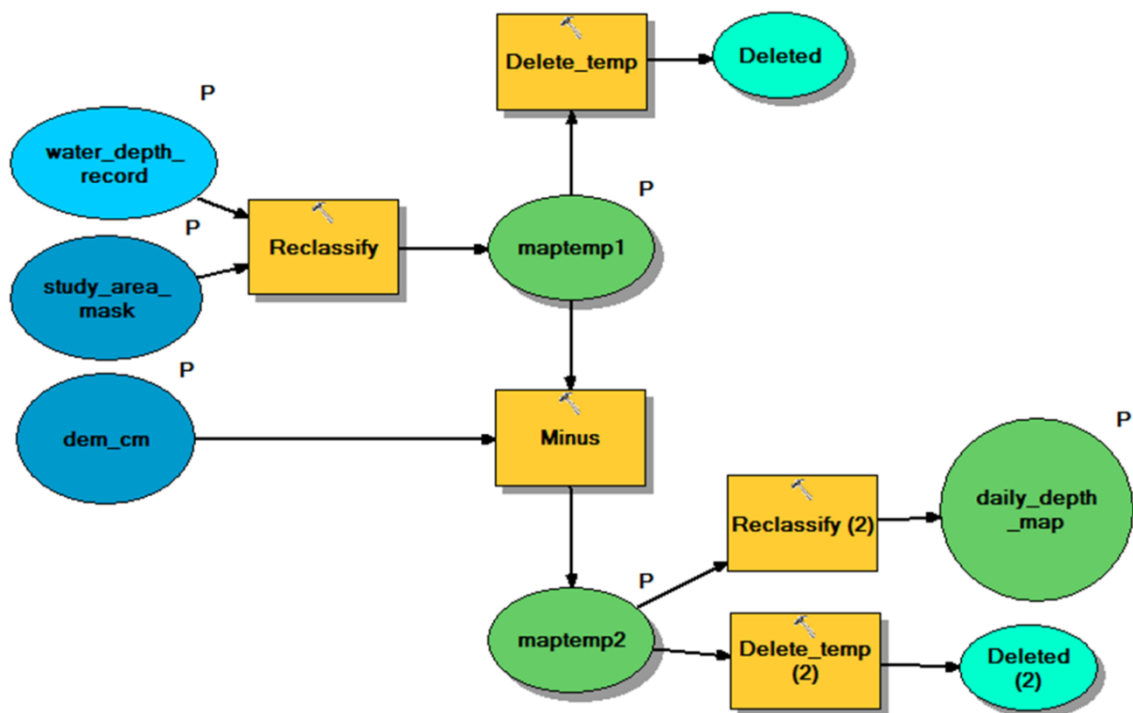 Delete_temp
Deleted
P
water_depth_
record
P
P
Reclassify
maptemp1
study_area_
mask
P
dem_cm
Minus
P
daily_depth
_map
Reclassify (2)
P
maptemp2
Delete_temp
(2)
Deleted
(2)